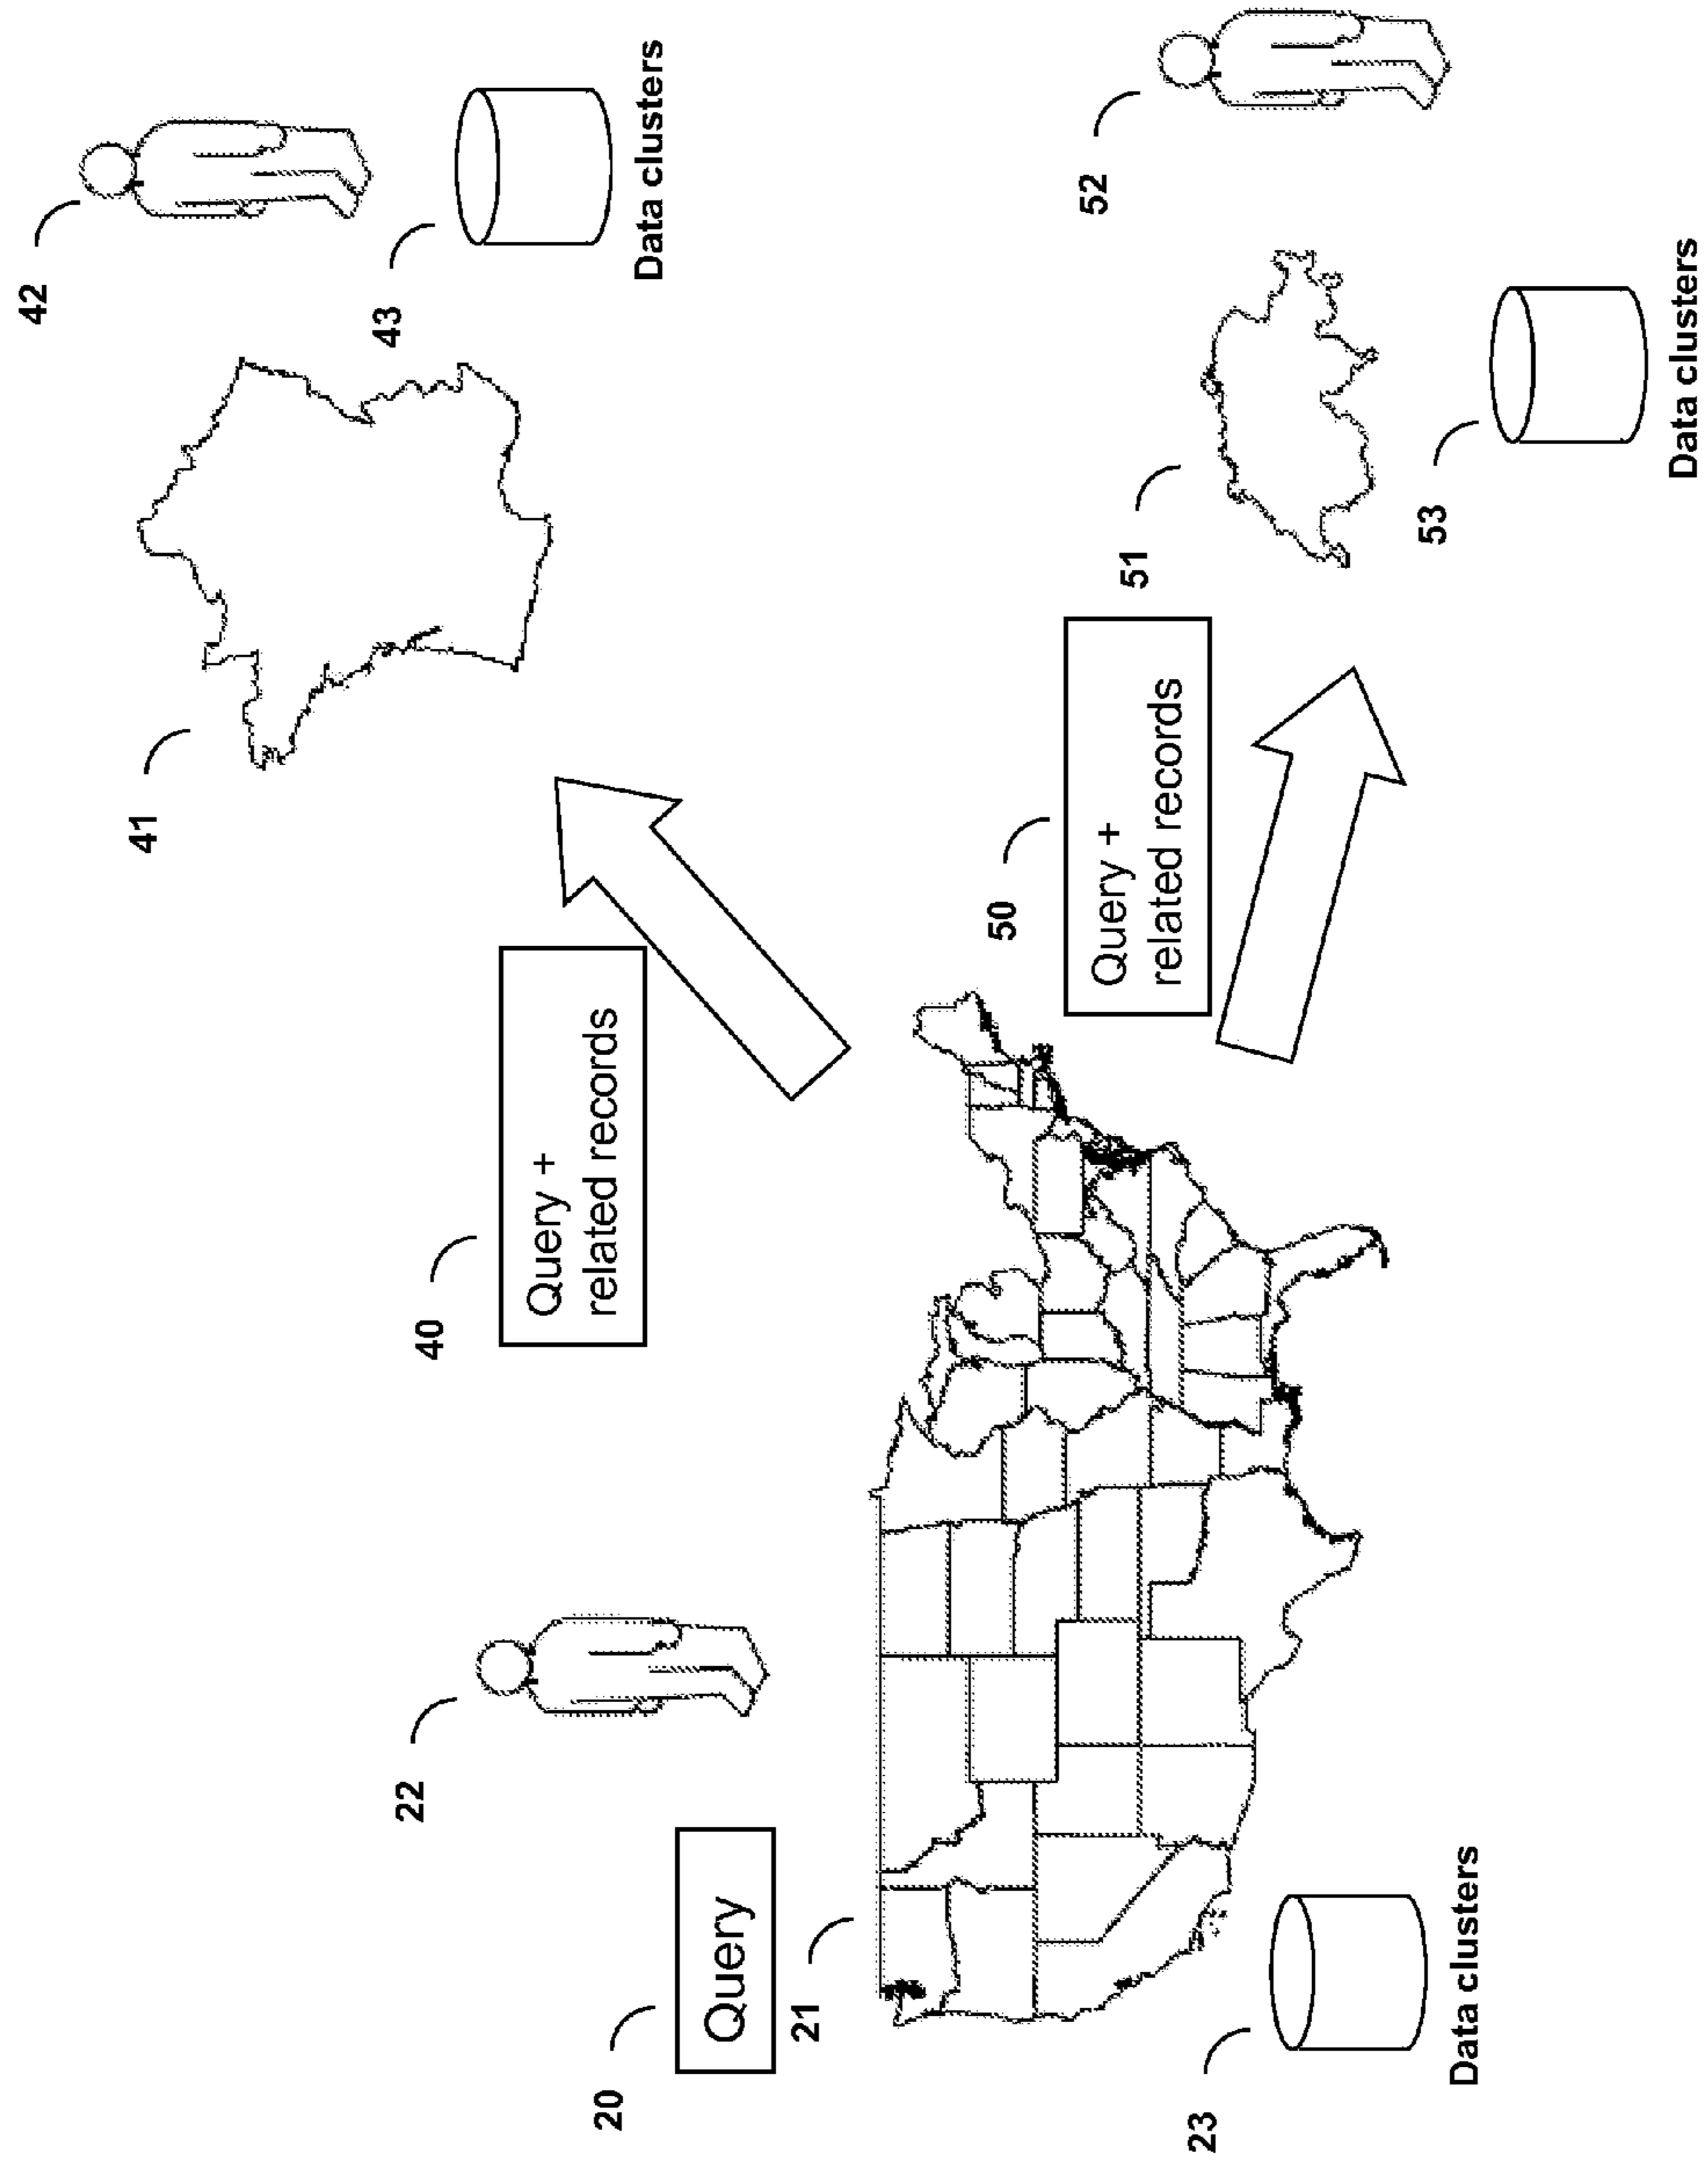 42
43
Data clusters
41
40
Query +
related records
22
20
Query
21
50
Query +
related records
52
51
53
Data clusters
23
Data clusters